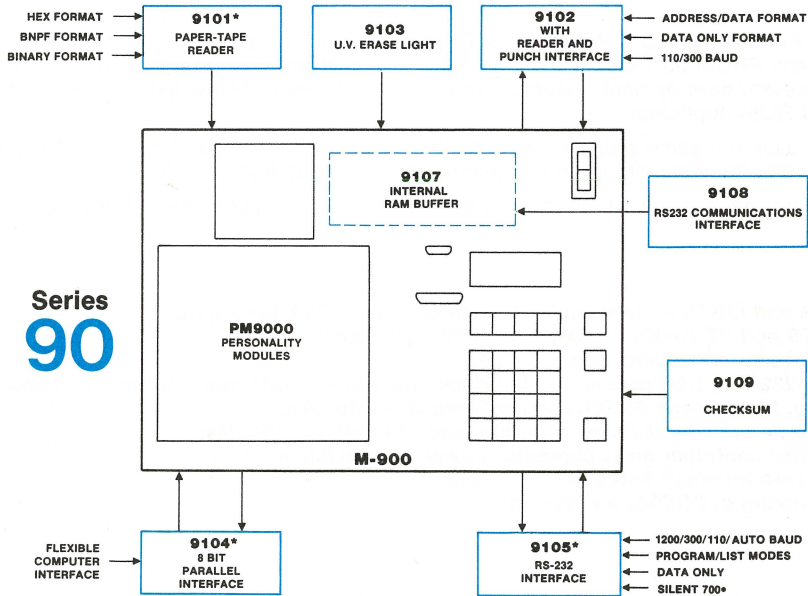 HEX FORMAT
BNPF FORMAT
BINARY FORMAT
9101*
PAPER-TAPE
READER
9103
U.V. ERASE LIGHT
9102
WITH
READER AND
PUNCH INTERFACE
ADDRESS/DATA FORMAT
DATA ONLY FORMAT
110/300 BAUD
9107
INTERNAL
RAM BUFFER
9108
RS232 COMMUNICATIONS
INTERFACE
Series
90
PM9000
PERSONALITY
MODULES
9109
CHECKSUM
M-900
FLEXIBLE
COMPUTER
INTERFACE
9104*
8 BIT
PARALLEL
INTERFACE
9105*
RS-232
INTERFACE
1200/300/110/AUTO BAUD
PROGRAM/LIST MODES
DATA ONLY
SILENT 700●